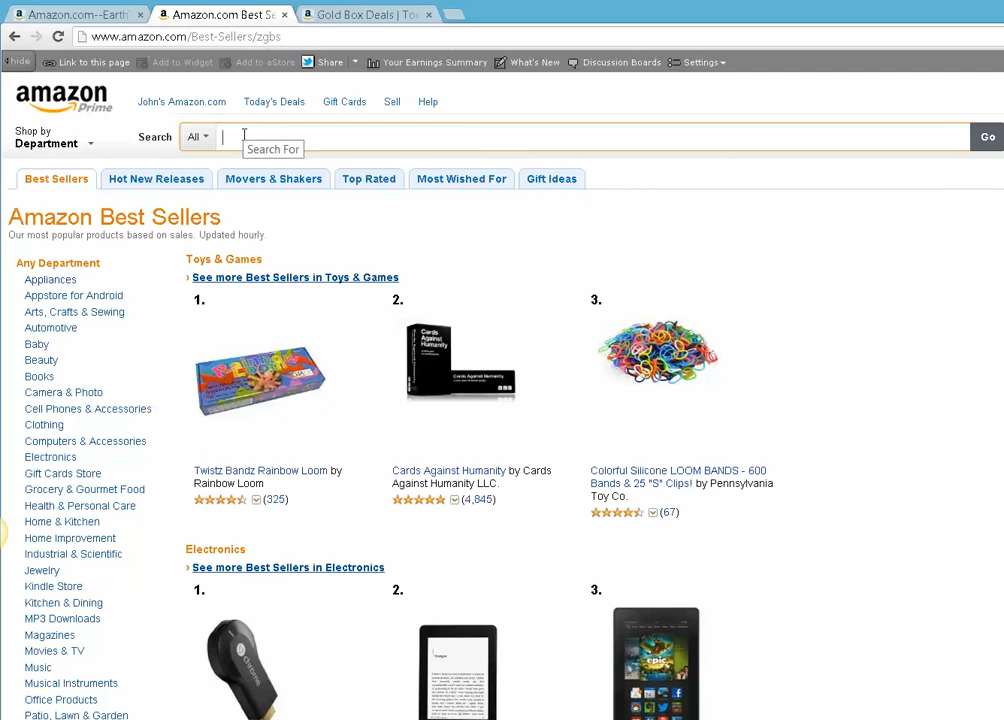 Amazon.com--Earth
Amazon.com Best Se
Gold Box Deals | Too
www.amazon.com/Best-Sellers/zgbs
hide
Link to this page
Add to Widget
Add to aStore
Share
Your Earnings Summary
What's New
Discussion Boards
Settings
amazon
Prime
John's Amazon.com
Today's Deals
Gift Cards
Sell
Help
Shop by
Department
Search
All
Go
Search For
Best Sellers
Hot New Releases
Movers & Shakers
Top Rated
Most Wished For
Gift Ideas
Amazon Best Sellers
Our most popular products based on sales. Updated hourly.
Any Department
Appliances
Appstore for Android
Arts, Crafts & Sewing
Automotive
Baby
Beauty
Books
Camera & Photo
Cell Phones & Accessories
Clothing
Computers & Accessories
Electronics
Gift Cards Store
Grocery & Gourmet Food
Health & Personal Care
Home & Kitchen
Home Improvement
Industrial & Scientific
Jewelry
Kindle Store
Kitchen & Dining
MP3 Downloads
Magazines
Movies & TV
Music
Musical Instruments
Office Products
Patio, Lawn & Garden
Toys & Games
› See more Best Sellers in Toys & Games
1.
2.
3.
Cards
Against
Humanity
Twistz Bandz Rainbow Loom by
Rainbow Loom
(325)
Cards Against Humanity by Cards
Against Humanity LLC.
(4,845)
Colorful Silicone LOOM BANDS - 600
Bands & 25 "S" Clips! by Pennsylvania
Toy Co.
(67)
Electronics
› See more Best Sellers in Electronics
1.
2.
3.
chrome
epic